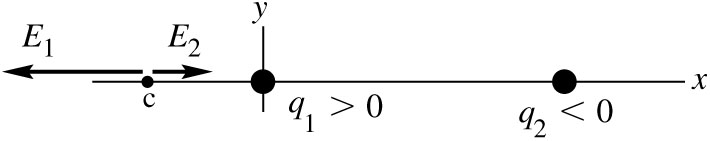 y
E₁ E₂
x
c
q₁ > 0
q₂ < 0